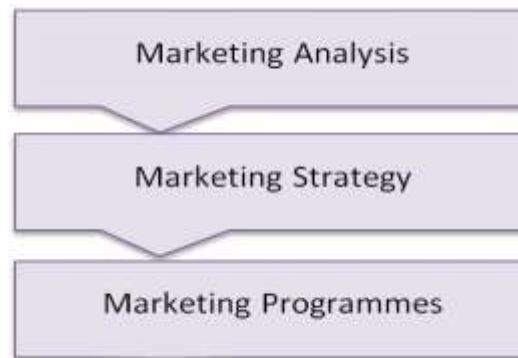 Marketing Analysis
Marketing Strategy
Marketing Programmes